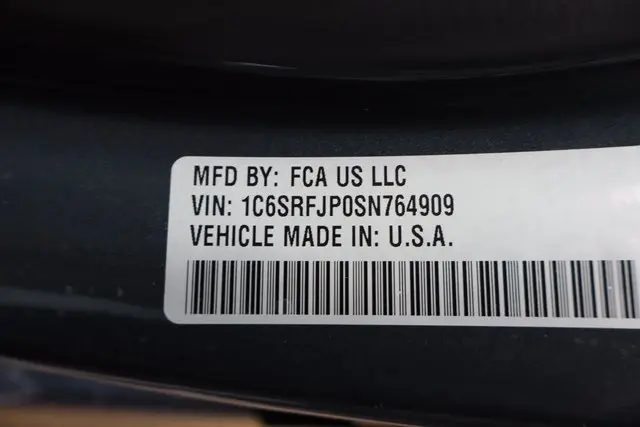 MFD BY: FCA US LLC
VIN: 1C6SRFJP0SN764909
VEHICLE MADE IN: U.S.A.